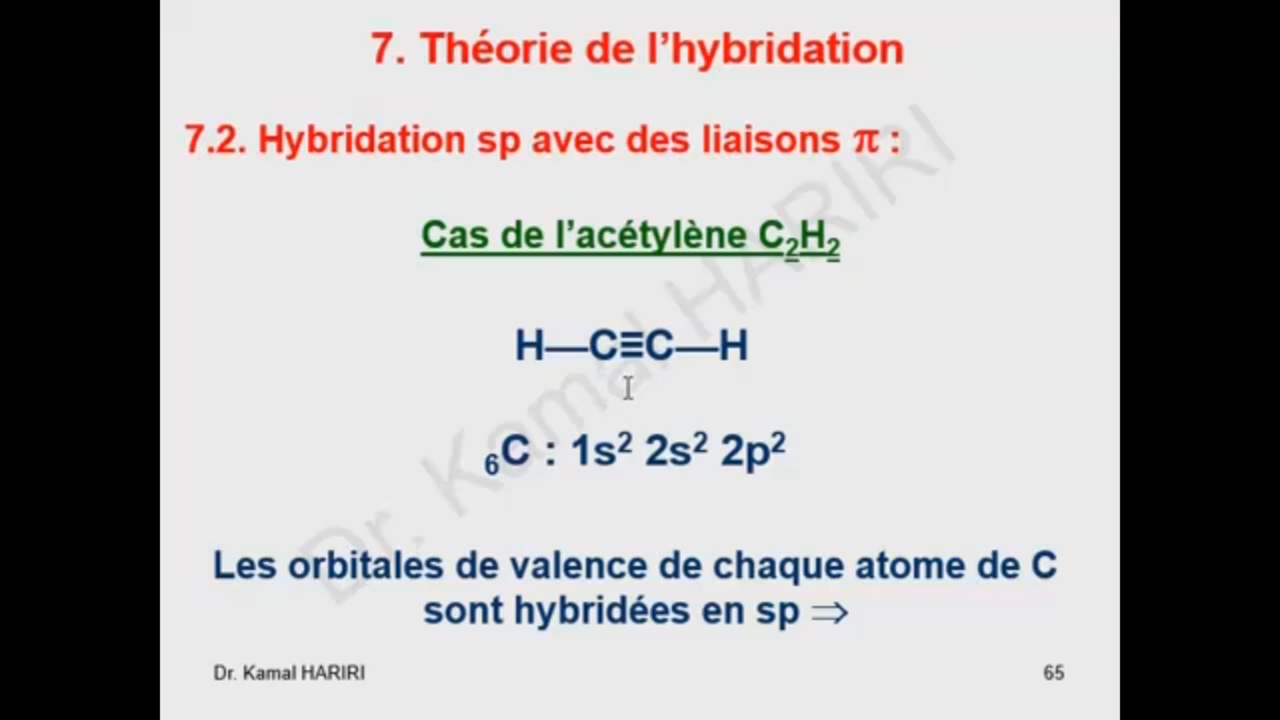 7. Théorie de l’hybridation
7.2. Hybridation sp avec des liaisons π :
Cas de l’acétylène C₂H₂
H—C≡C—H
₆C : 1s² 2s² 2p²
Les orbitales de valence de chaque atome de C
sont hybridées en sp ⇒
Dr. Kamal HARIRI
65
Dr. Kamal HARIRI